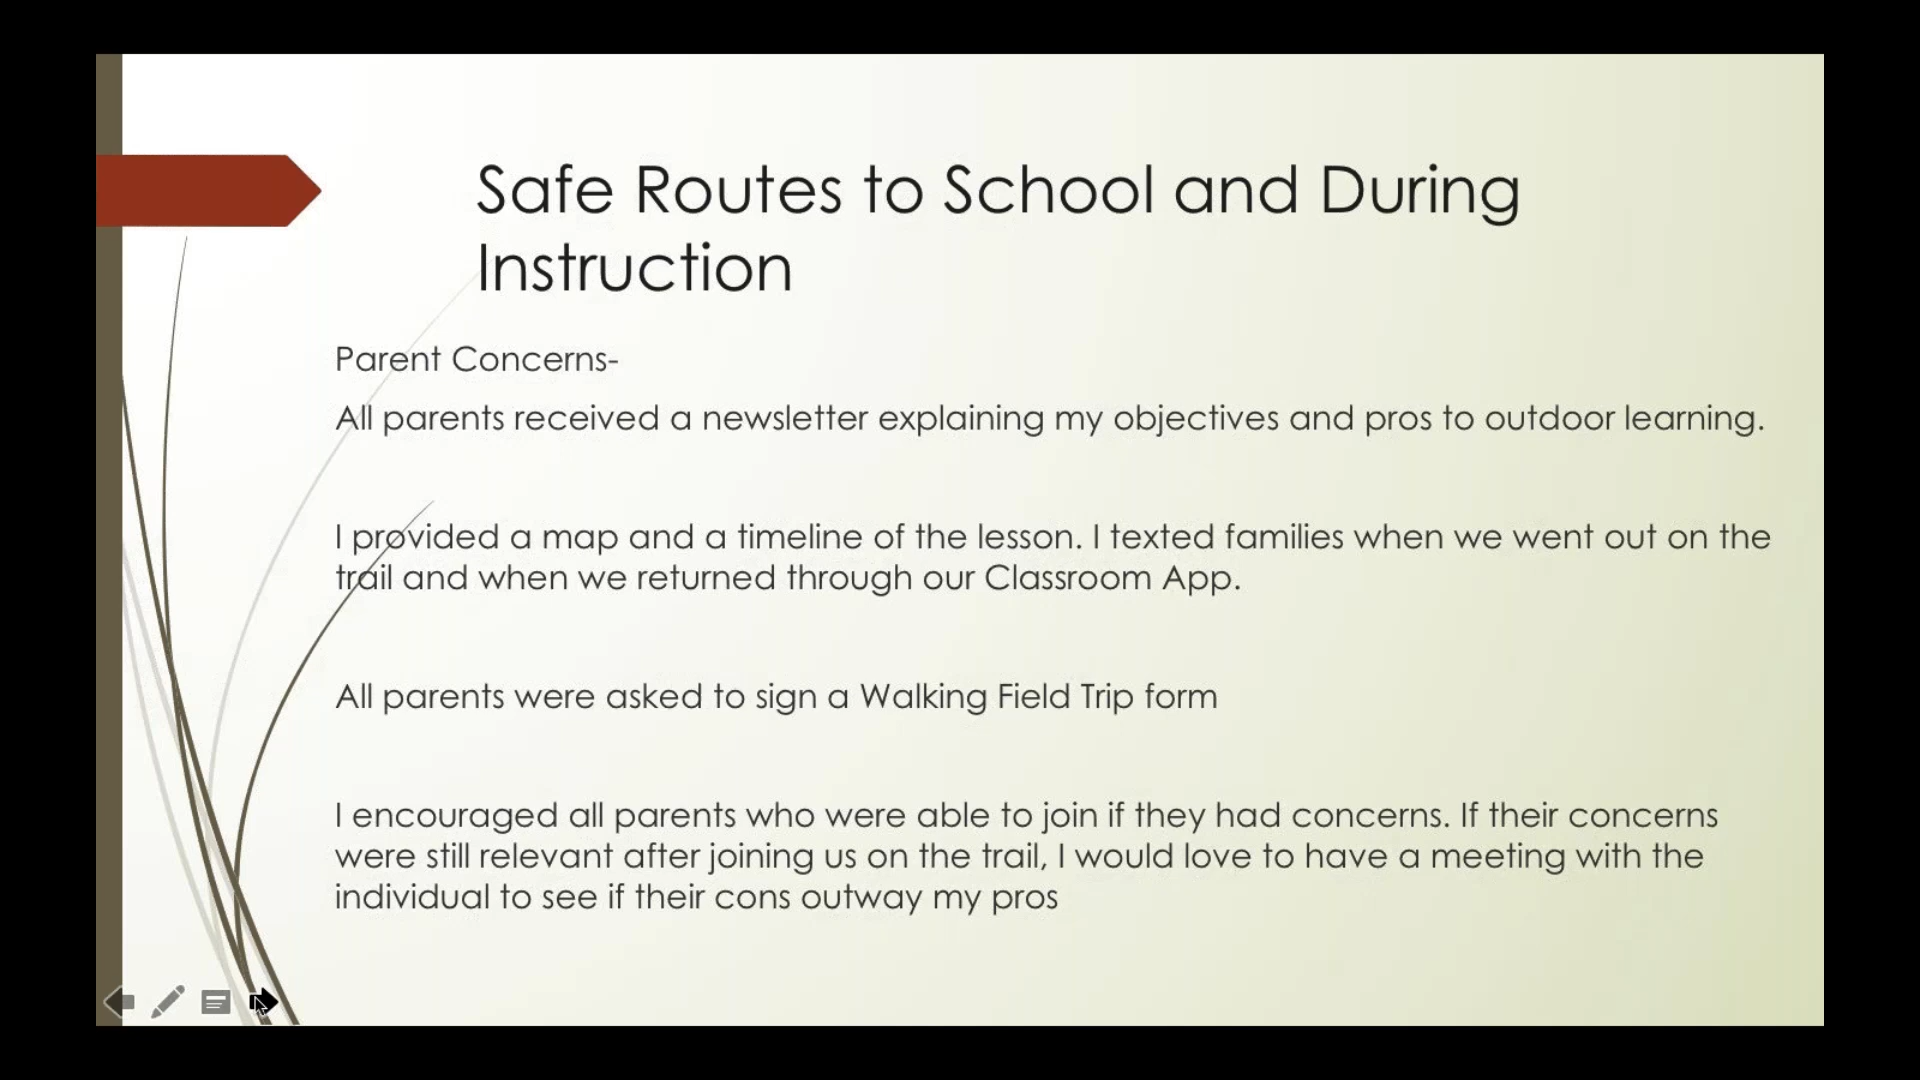 Safe Routes to School and During
Instruction
Parent Concerns-
All parents received a newsletter explaining my objectives and pros to outdoor learning.
I provided a map and a timeline of the lesson. I texted families when we went out on the
trail and when we returned through our Classroom App.
All parents were asked to sign a Walking Field Trip form
I encouraged all parents who were able to join if they had concerns. If their concerns
were still relevant after joining us on the trail, I would love to have a meeting with the
individual to see if their cons outway my pros